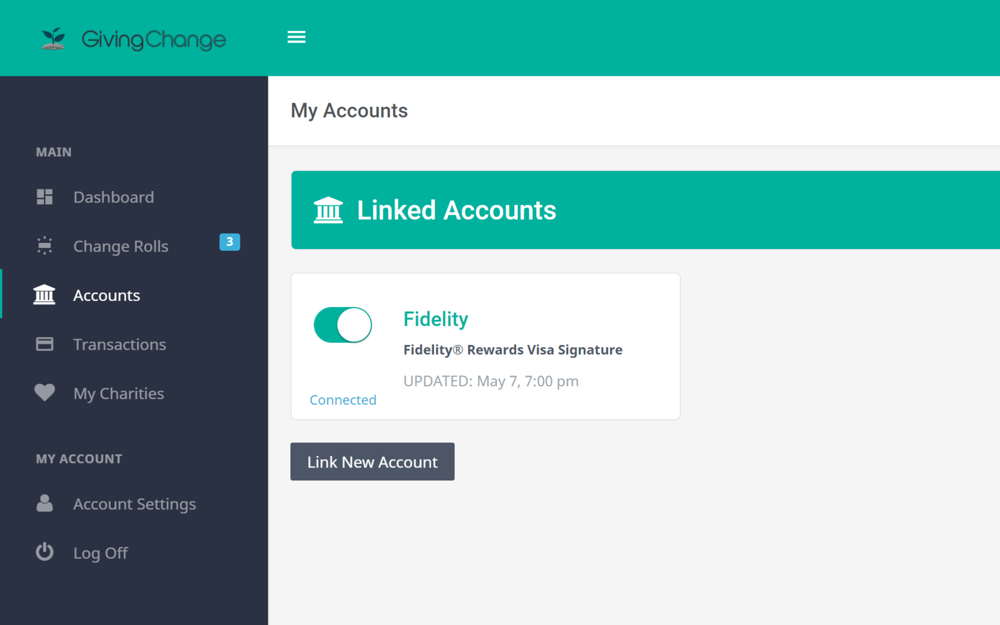 GivingChange
My Accounts
MAIN
Dashboard
Change Rolls 3
Accounts
Transactions
My Charities
MY ACCOUNT
Account Settings
Log Off
Linked Accounts
Fidelity
Fidelity® Rewards Visa Signature
UPDATED: May 7, 7:00 pm
Connected
Link New Account